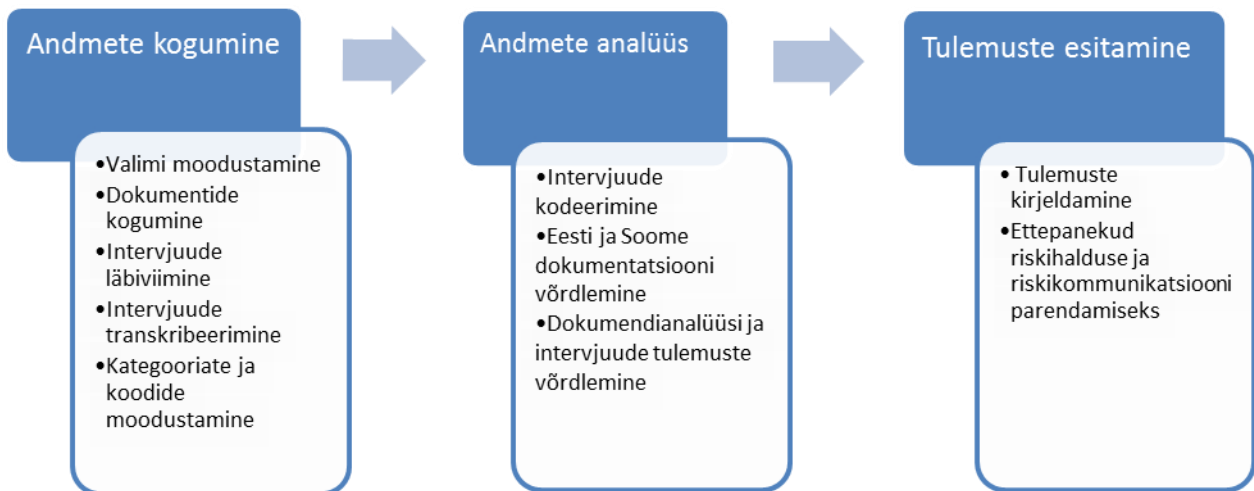 Andmete kogumine
•Valimi moodustamine
•Dokumentide
kogumine
•Intervjuude
läbiviimine
•Intervjuude
transkribeerimine
•Kategooriate ja
koodide
moodustamine
Andmete analüüs
•Intervjuude
kodeerimine
•Eesti ja Soome
dokumentatsiooni
võrdlemine
•Dokumendianalüüsi ja
intervjuude tulemuste
võrdlemine
Tulemuste esitamine
• Tulemuste
kirjeldamine
•Ettepanekud
riskihalduse ja
riskikommunikatsiooni
parendamiseks